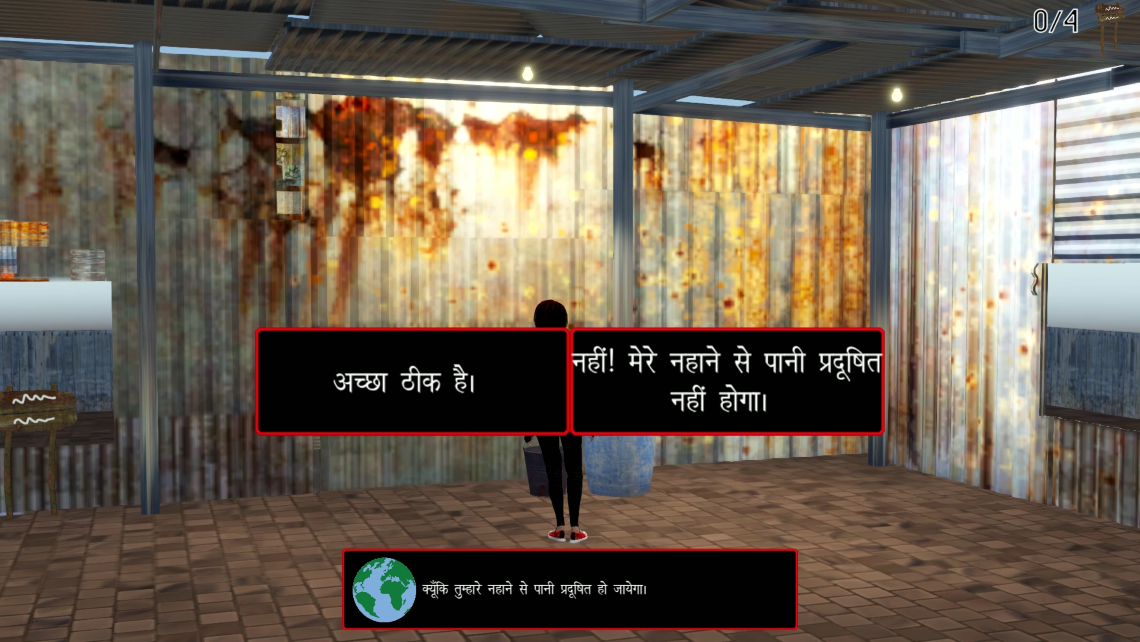 0/4
अच्छा ठीक है।
नहीं! मेरे नहाने से पानी प्रदूषित
नहीं होगा।
क्यूँकि तुम्हारे नहाने से पानी प्रदूषित हो जायेगा।